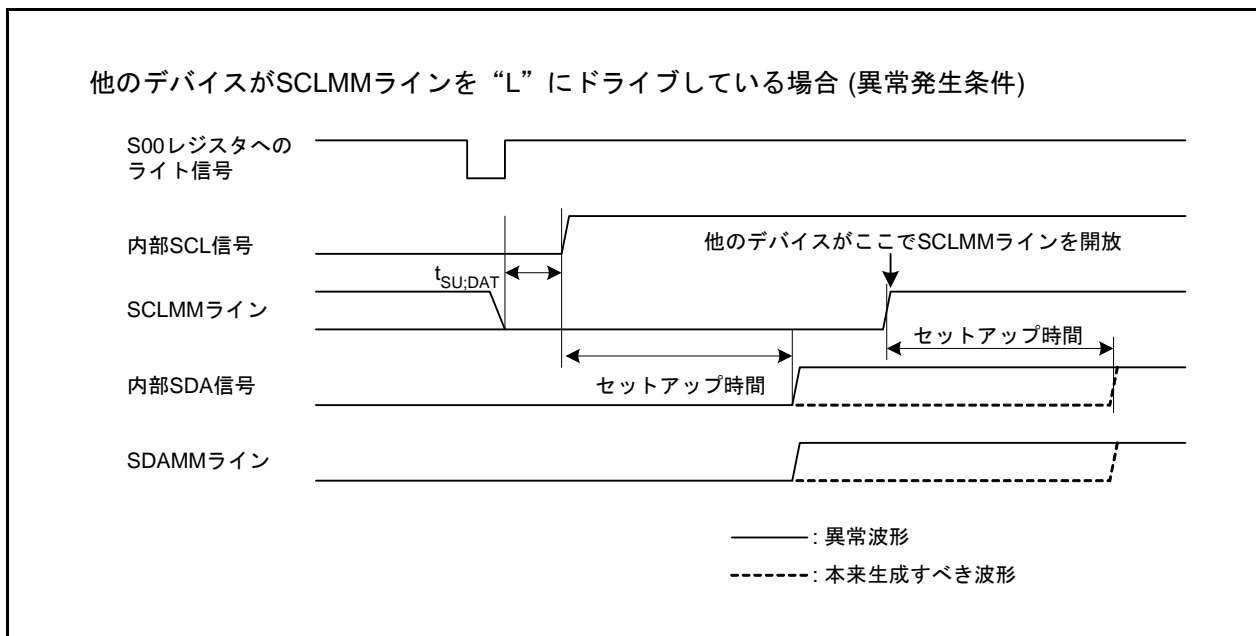 他のデバイスがSCLMMラインを“L”にドライブしている場合 (異常発生条件)
S00レジスタへの
ライト信号
内部SCL信号
他のデバイスがここでSCLMMラインを開放
tSU;DAT
SCLMMライン
セットアップ時間
セットアップ時間
内部SDA信号
SDAMMライン
: 異常波形
: 本来生成すべき波形